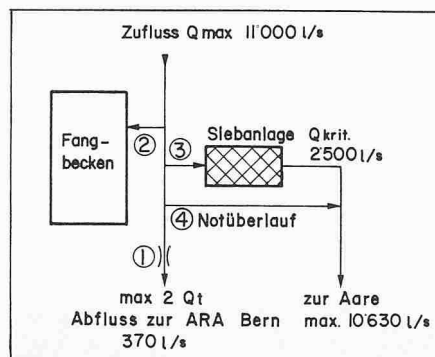 Zufluss Q max 11'000 l/s
Fang-
becken
②
③
Siebanlage
Q krit.
2'500 l/s
④ Notüberlauf
①
max 2 Qt
Abfluss zur ARA Bern
370 l/s
zur Aare
max. 10'630 l/s